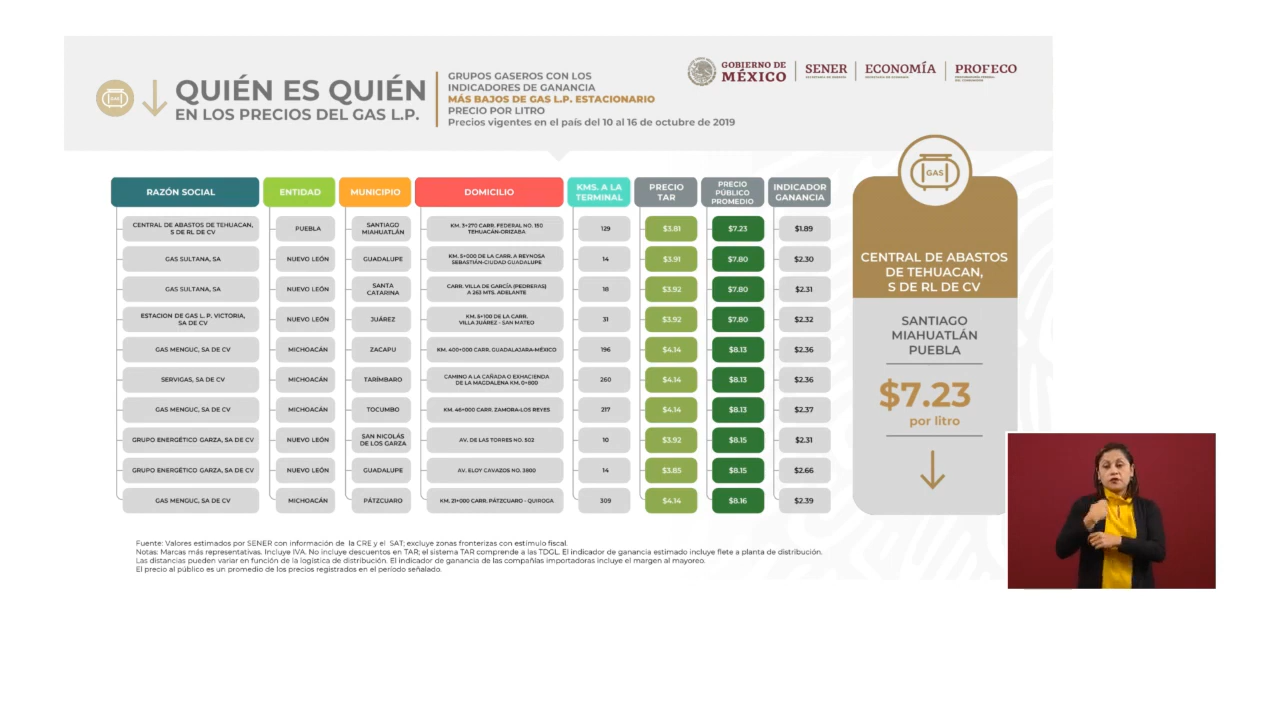 QUIÉN ES QUIÉN
EN LOS PRECIOS DEL GAS L.P.
GRUPOS GASEROS CON LOS
INDICADORES DE GANANCIA
MÁS BAJOS DE GAS L.P. ESTACIONARIO
PRECIO POR LITRO
Precios vigentes en el país del 10 al 16 de octubre de 2019
GOBIERNO DE
MÉXICO
SENER
ECONOMÍA
PROFECO
RAZÓN SOCIAL ENTIDAD MUNICIPIO DOMICILIO KMS. A LA TERMINAL PRECIO TAR PRECIO PÚBLICO PROMEDIO INDICADOR GANANCIA
CENTRAL DE ABASTOS DE TEHUACAN, S DE RL DE CV PUEBLA SANTIAGO MIAHUATLÁN KM. 3+270 CARR. FEDERAL NO. 150 TEHUACÁN-ORIZABA 129 $3.81 $7.23 $1.89
GAS SULTANA, SA NUEVO LEÓN GUADALUPE KM. 5+000 DE LA CARR. A REYNOSA SEBASTIÁN-CIUDAD GUADALUPE 14 $3.91 $7.80 $2.30
GAS SULTANA, SA NUEVO LEÓN SANTA CATARINA CARR. VILLA DE GARCÍA (PEDRERAS) A 263 MTS. ADELANTE 18 $3.92 $7.80 $2.31
ESTACION DE GAS L. P. VICTORIA, SA DE CV NUEVO LEÓN JUÁREZ KM. 5+100 DE LA CARR. VILLA JUÁREZ - SAN MATEO 31 $3.92 $7.80 $2.32
GAS MENGUC, SA DE CV MICHOACÁN ZACAPU KM. 400+000 CARR. GUADALAJARA-MÉXICO 196 $4.14 $8.13 $2.36
SERVIGAS, SA DE CV MICHOACÁN TARÍMBARO CAMINO A LA CAÑADA O EXHACIENDA DE LA MAGDALENA KM. 0+800 260 $4.14 $8.13 $2.36
GAS MENGUC, SA DE CV MICHOACÁN TOCUMBO KM. 46+000 CARR. ZAMORA-LOS REYES 217 $4.14 $8.13 $2.37
GRUPO ENERGÉTICO GARZA, SA DE CV NUEVO LEÓN SAN NICOLÁS DE LOS GARZA AV. DE LAS TORRES NO. 502 10 $3.92 $8.15 $2.31
GRUPO ENERGÉTICO GARZA, SA DE CV NUEVO LEÓN GUADALUPE AV. ELOY CAVAZOS NO. 3800 14 $3.85 $8.15 $2.66
GAS MENGUC, SA DE CV MICHOACÁN PÁTZCUARO KM. 21+000 CARR. PÁTZCUARO - QUIROGA 309 $4.14 $8.16 $2.39
GAS
CENTRAL DE ABASTOS
DE TEHUACAN,
S DE RL DE CV
SANTIAGO
MIAHUATLÁN
PUEBLA
$7.23
por litro
Fuente: Valores estimados por SENER con información de la CRE y el SAT; excluye zonas fronterizas con estímulo fiscal.
Notas: Marcas más representativas. Incluye IVA. No incluye descuentos en TAR; el sistema TAR comprende a las TDGL. El indicador de ganancia estimado incluye flete a planta de distribución.
Las distancias pueden variar en función de la logística de distribución. El indicador de ganancia de las compañías importadoras incluye el margen al mayoreo.
El precio al público es un promedio de los precios registrados en el período señalado.